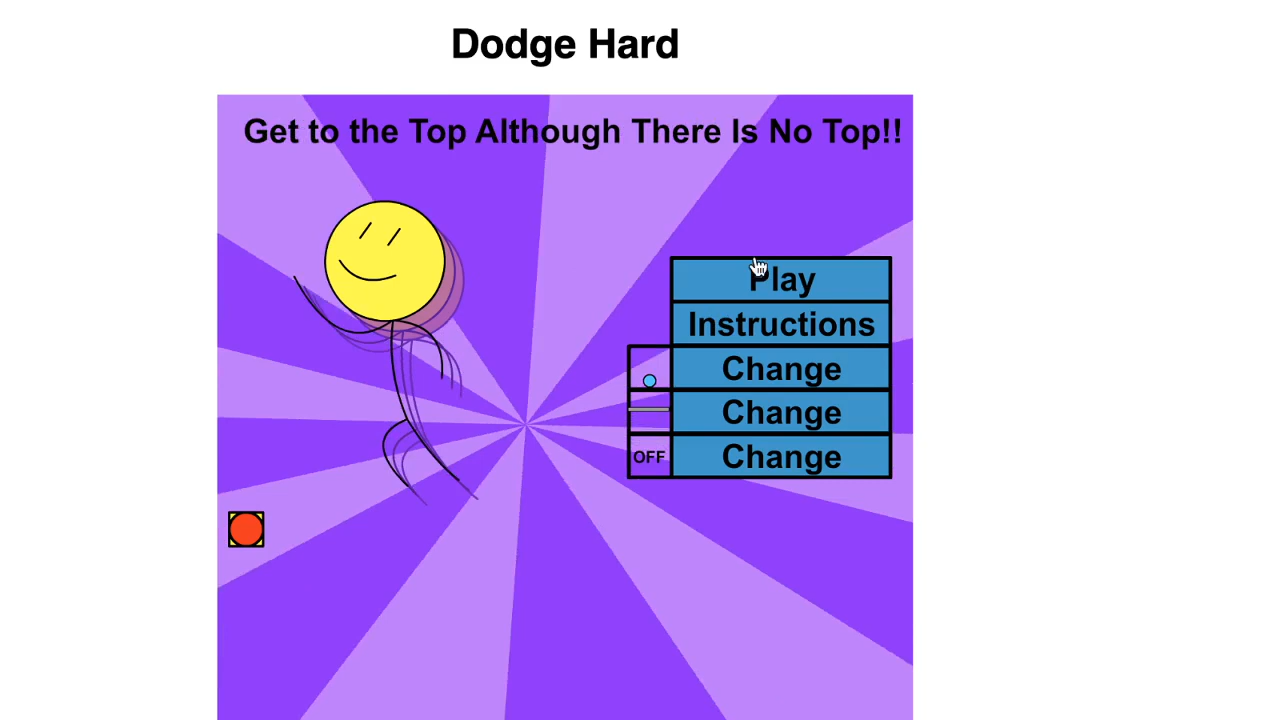 Dodge Hard
Get to the Top Although There Is No Top!!
Play
Instructions
Change
Change
OFF Change